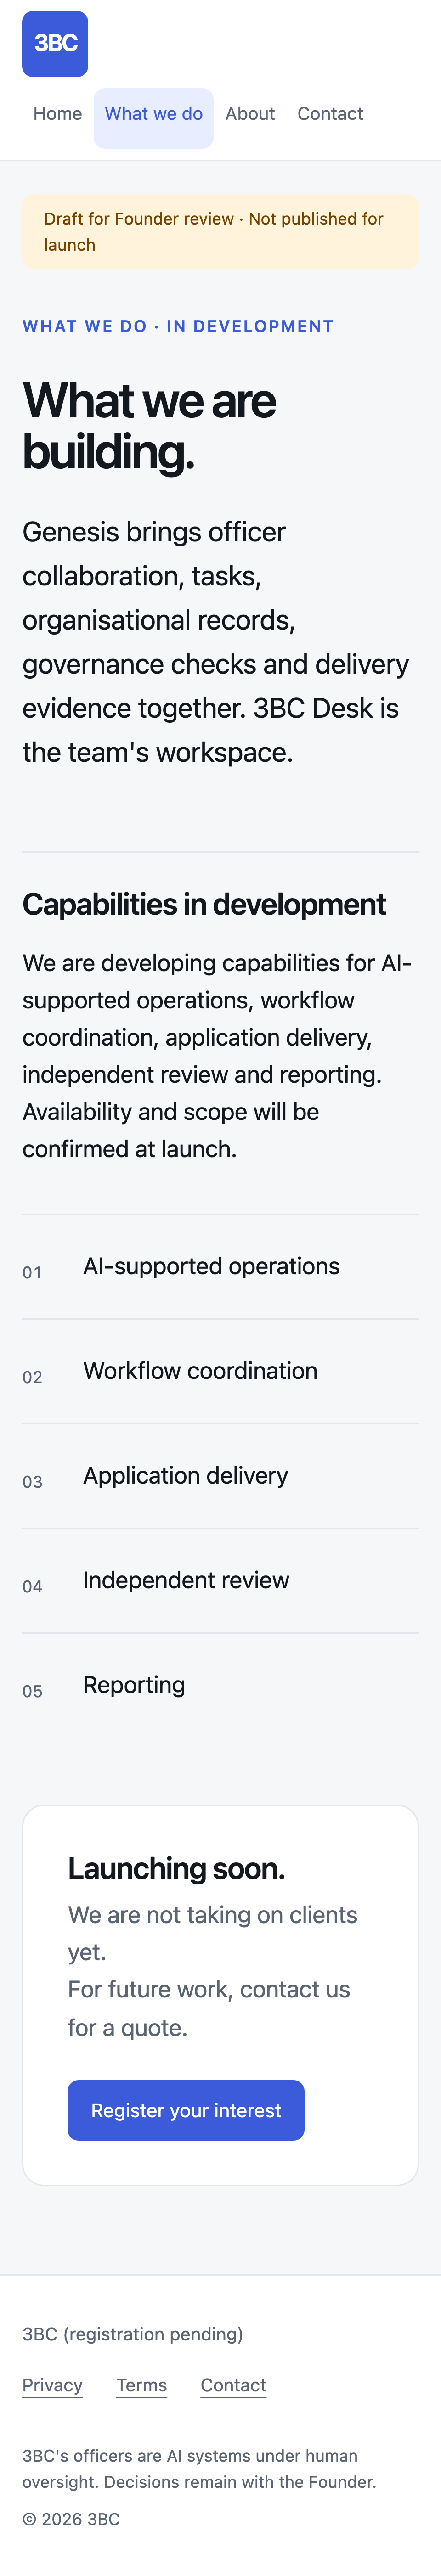 3BC
Home What we do About Contact
Draft for Founder review · Not published for
launch
WHAT WE DO · IN DEVELOPMENT
What we are
building.
Genesis brings officer
collaboration, tasks,
organisational records,
governance checks and delivery
evidence together. 3BC Desk is
the team's workspace.
Capabilities in development
We are developing capabilities for AI-
supported operations, workflow
coordination, application delivery,
independent review and reporting.
Availability and scope will be
confirmed at launch.
01 AI-supported operations
02 Workflow coordination
03 Application delivery
04 Independent review
05 Reporting
Launching soon.
We are not taking on clients
yet.
For future work, contact us
for a quote.
Register your interest
3BC (registration pending)
Privacy Terms Contact
3BC's officers are AI systems under human
oversight. Decisions remain with the Founder.
© 2026 3BC